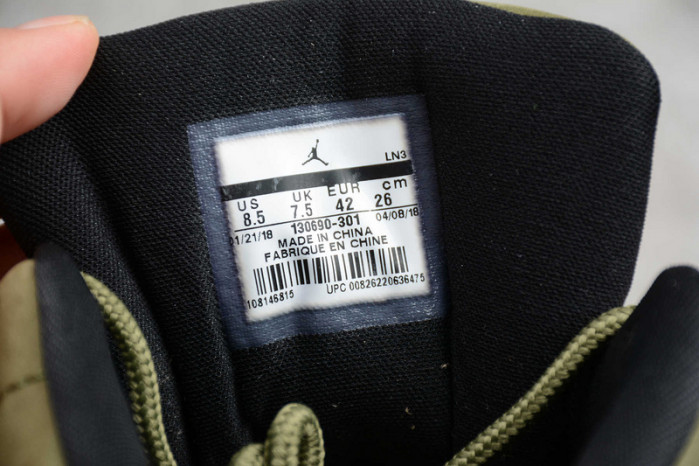 LN3
US UK EUR cm
8.5 7.5 42 26
01/21/18 130690-301 04/08/18
MADE IN CHINA
FABRIQUE EN CHINE
108146815 UPC 00826220636475